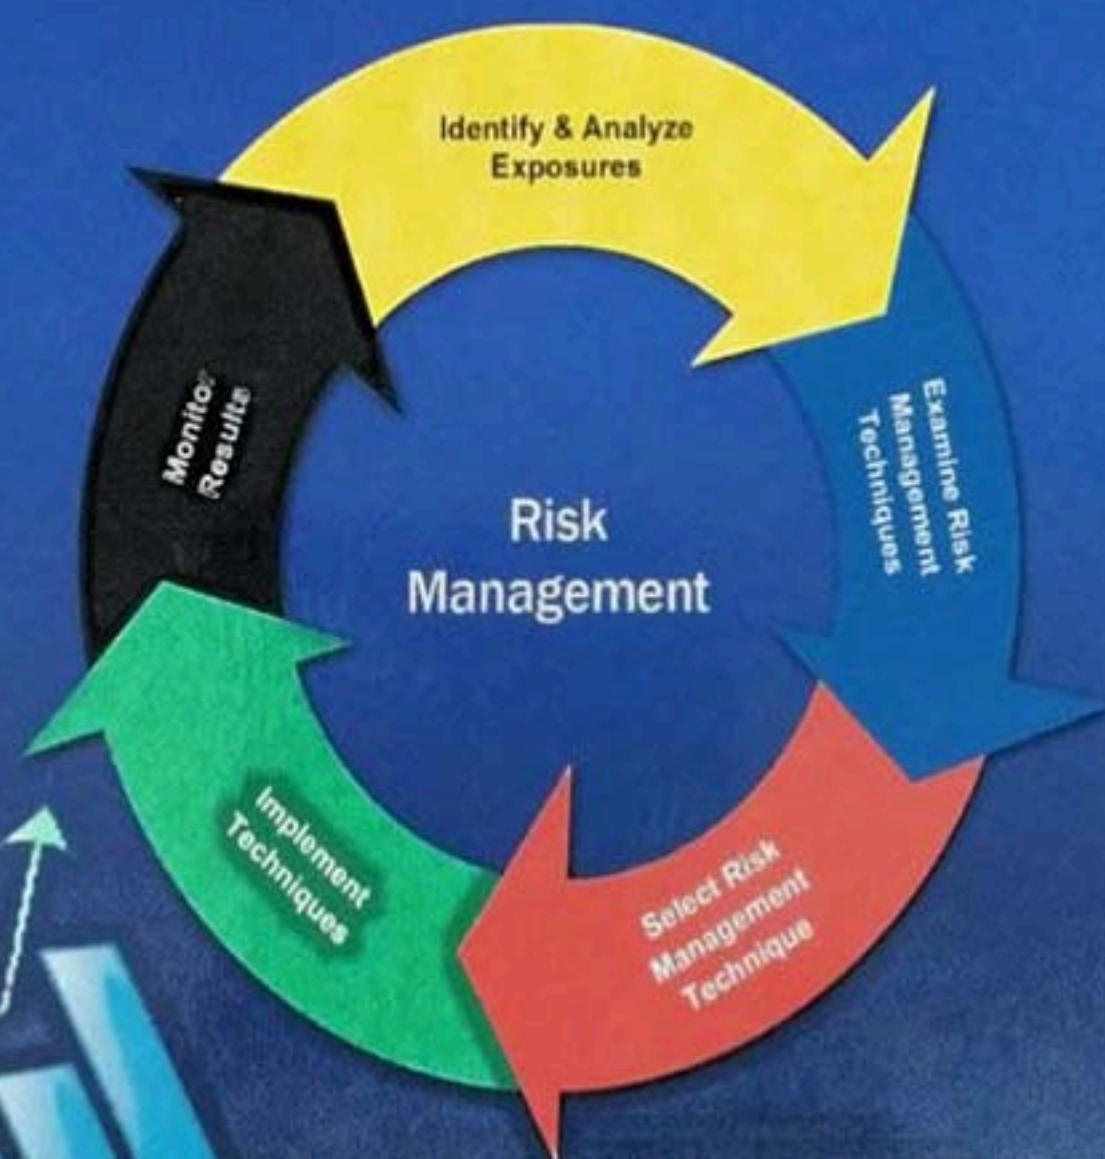 Identify & Analyze
Exposures
Examine Risk
Management
Techniques
Select Risk
Management
Technique
Implement
Techniques
Monitor
Results
Risk
Management